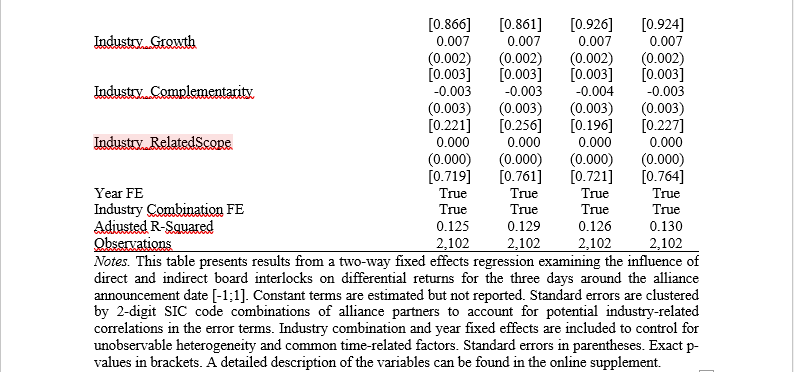 [0.866] [0.861] [0.926] [0.924]
Industry_Growth 0.007 0.007 0.007 0.007
(0.002) (0.002) (0.002) (0.002)
[0.003] [0.003] [0.003] [0.003]
Industry_Complementarity -0.003 -0.003 -0.004 -0.003
(0.003) (0.003) (0.003) (0.003)
[0.221] [0.256] [0.196] [0.227]
Industry_RelatedScope 0.000 0.000 0.000 0.000
(0.000) (0.000) (0.000) (0.000)
[0.719] [0.761] [0.721] [0.764]
Year FE True True True True
Industry Combination FE True True True True
Adjusted R-Squared 0.125 0.129 0.126 0.130
Observations 2,102 2,102 2,102 2,102
Notes. This table presents results from a two-way fixed effects regression examining the influence of
direct and indirect board interlocks on differential returns for the three days around the alliance
announcement date [-1;1]. Constant terms are estimated but not reported. Standard errors are clustered
by 2-digit SIC code combinations of alliance partners to account for potential industry-related
correlations in the error terms. Industry combination and year fixed effects are included to control for
unobservable heterogeneity and common time-related factors. Standard errors in parentheses. Exact p-
values in brackets. A detailed description of the variables can be found in the online supplement.